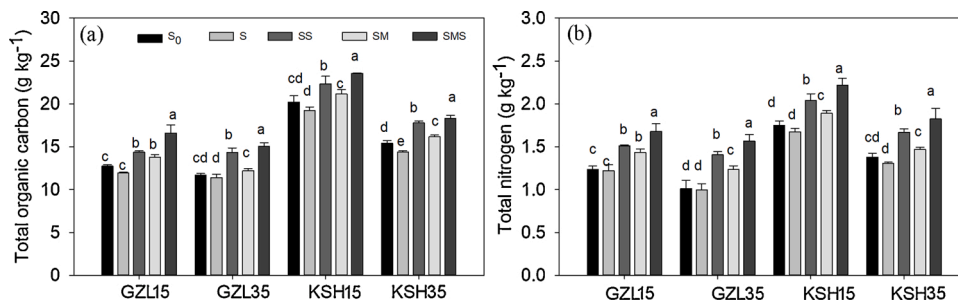 (a)
S0 S SS SM SMS
Total organic carbon (g kg-1)
30
25
20
15
10
5
0
c c b b a
cd d b c a
cd d b c a
d e b c a
GZL15 GZL35 KSH15 KSH35
(b)
Total nitrogen (g kg-1)
3.0
2.5
2.0
1.5
1.0
0.5
0.0
c c b b a
d d b c a
d d b c a
cd d b c a
GZL15 GZL35 KSH15 KSH35